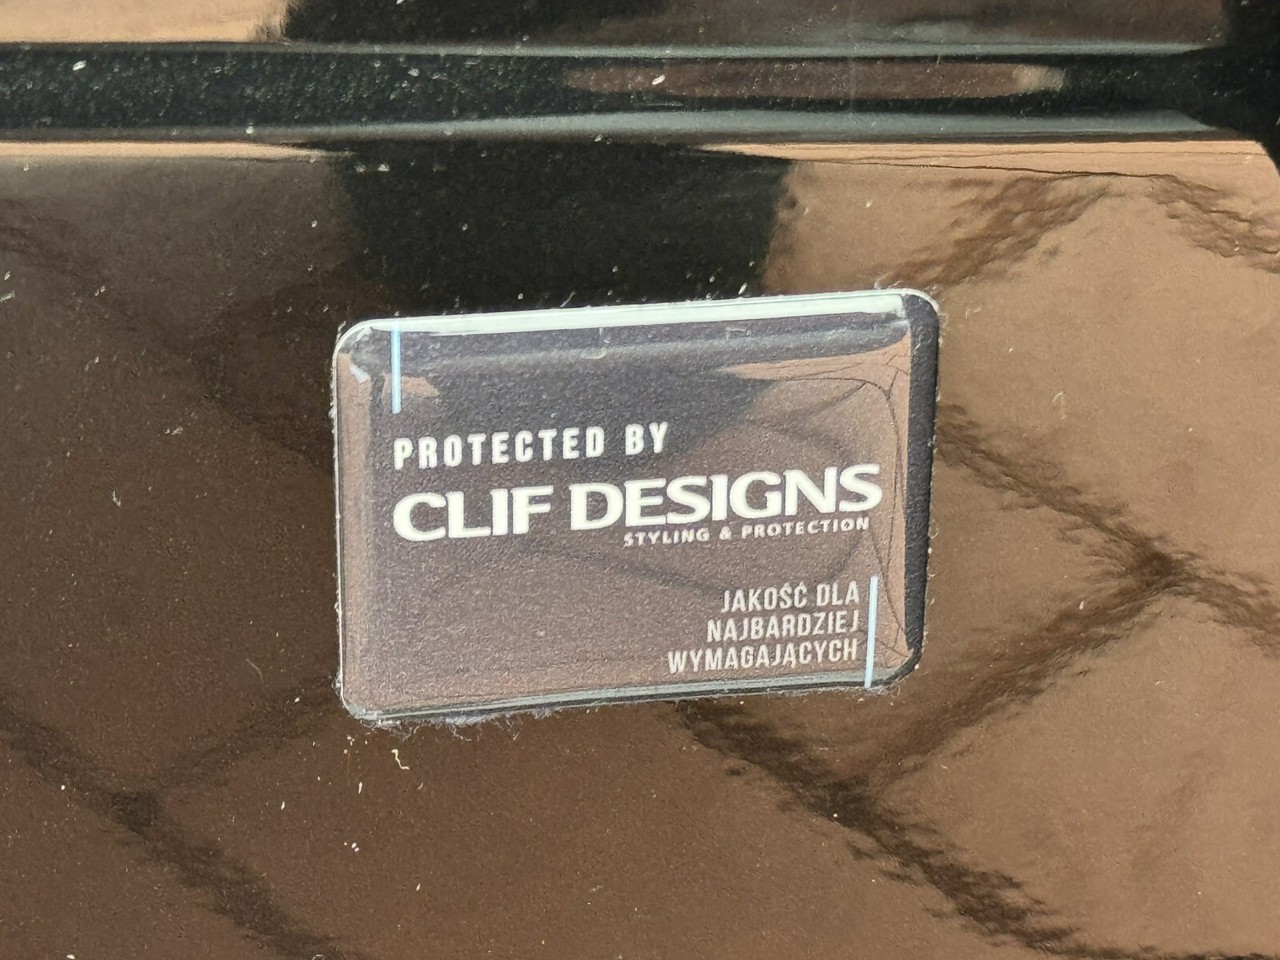 PROTECTED BY
CLIF DESIGNS
STYLING & PROTECTION
JAKOŚĆ DLA
NAJBARDZIEJ
WYMAGAJĄCYCH